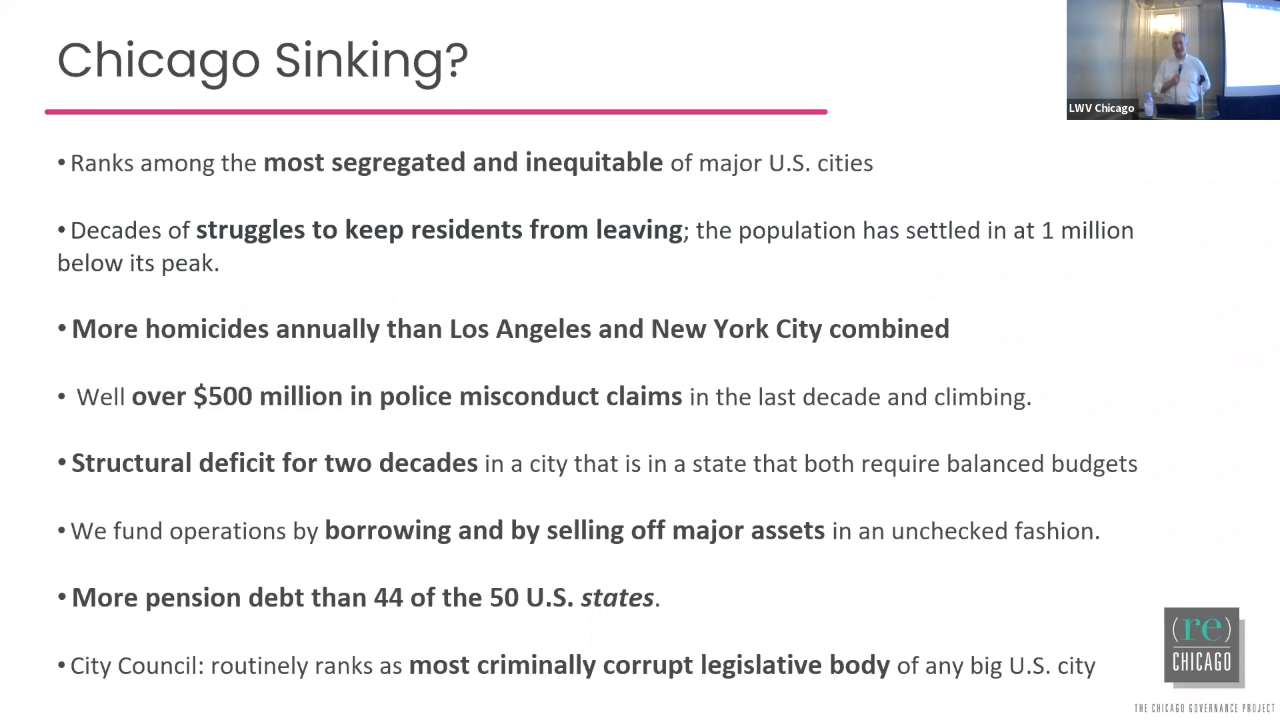 Chicago Sinking?
LWV Chicago
• Ranks among the most segregated and inequitable of major U.S. cities
• Decades of struggles to keep residents from leaving; the population has settled in at 1 million
below its peak.
• More homicides annually than Los Angeles and New York City combined
• Well over $500 million in police misconduct claims in the last decade and climbing.
• Structural deficit for two decades in a city that is in a state that both require balanced budgets
• We fund operations by borrowing and by selling off major assets in an unchecked fashion.
• More pension debt than 44 of the 50 U.S. states.
• City Council: routinely ranks as most criminally corrupt legislative body of any big U.S. city
(re)
CHICAGO
THE CHICAGO GOVERNANCE PROJECT